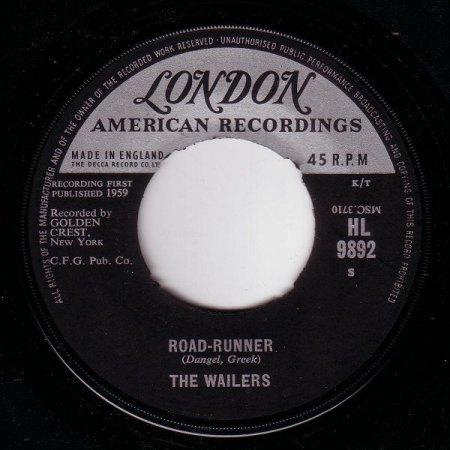 ALL RIGHTS OF THE MANUFACTURER AND OF THE OWNER OF THE RECORDED WORK RESERVED · UNAUTHORISED PUBLIC PERFORMANCE BROADCASTING AND COPYING OF THIS RECORD PROHIBITED
LONDON
AMERICAN RECORDINGS
MADE IN ENGLAND
THE DECCA RECORD CO. LTD
45 R.P.M
RECORDING FIRST
PUBLISHED 1959
K/T
Recorded by
GOLDEN
CREST,
New York
C.F.G. Pub. Co.
MSC.3710
HL
9892
S
ROAD-RUNNER
(Dangel, Greek)
THE WAILERS